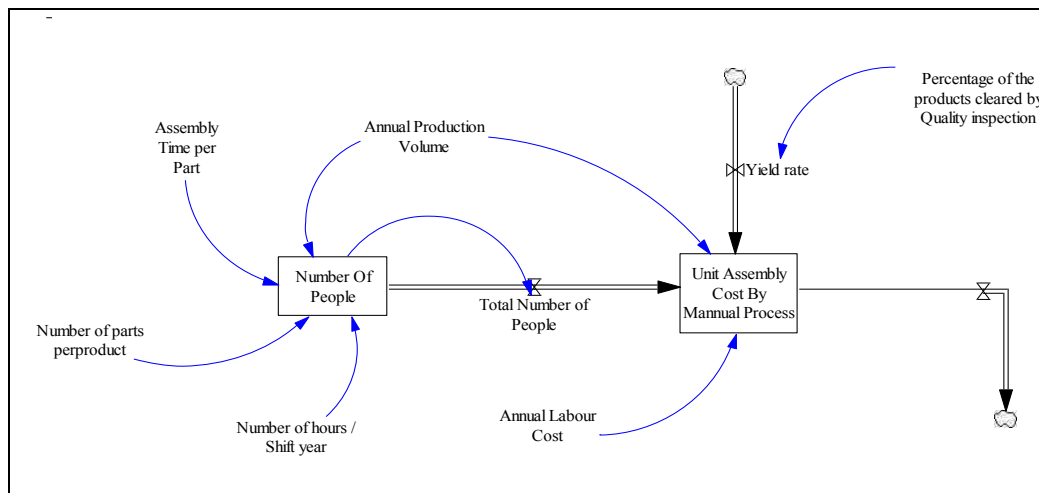 Percentage of the
products cleared by
Quality inspection
Assembly
Time per
Part
Annual Production
Volume
Yield rate
Number Of
People
Unit Assembly
Cost By
Mannual Process
Total Number of
People
Number of parts
perproduct
Number of hours /
Shift year
Annual Labour
Cost